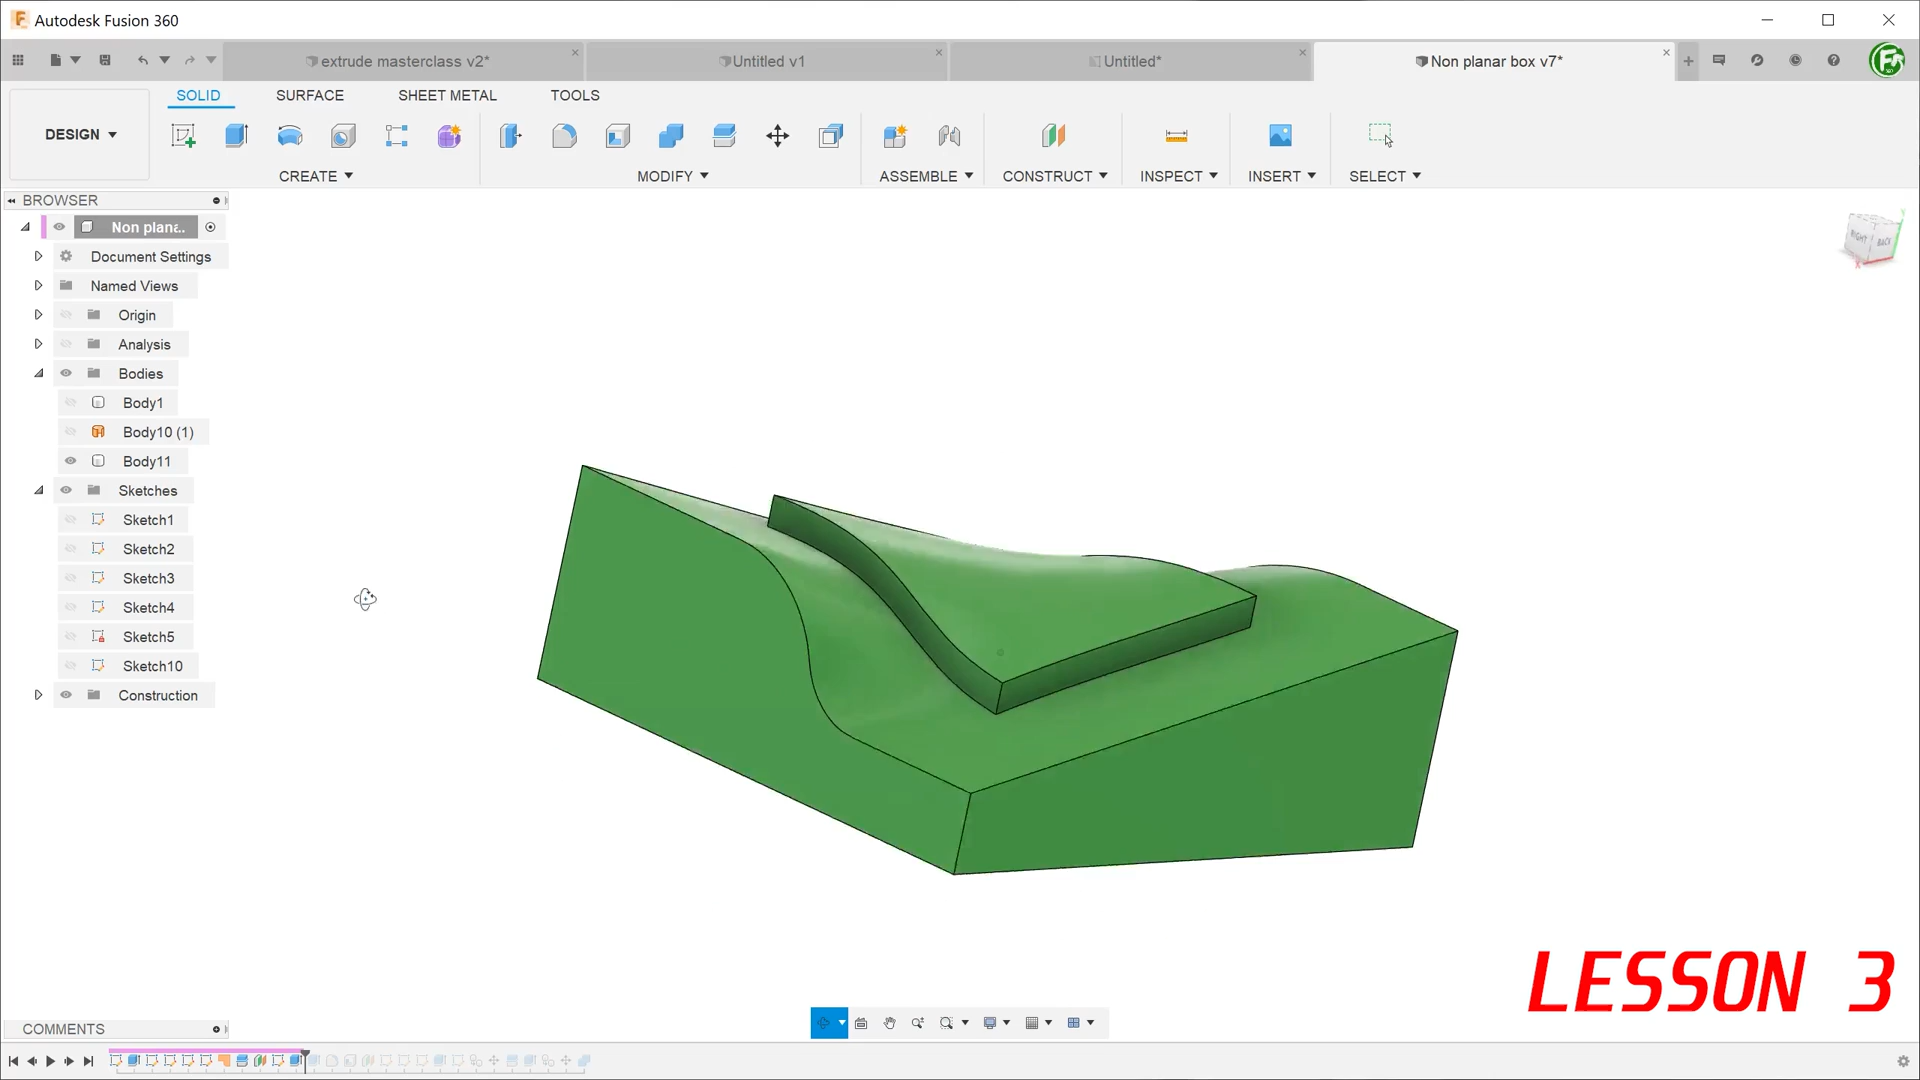 Autodesk Fusion 360
extrude masterclass v2*
Untitled v1
Untitled*
Non planar box v7*
DESIGN
SOLID
SURFACE
SHEET METAL
TOOLS
CREATE
MODIFY
ASSEMBLE
CONSTRUCT
INSPECT
INSERT
SELECT
BROWSER
Non plana..
Document Settings
Named Views
Origin
Analysis
Bodies
Body1
Body10 (1)
Body11
Sketches
Sketch1
Sketch2
Sketch3
Sketch4
Sketch5
Sketch10
Construction
RIGHT
BACK
LESSON 3
COMMENTS